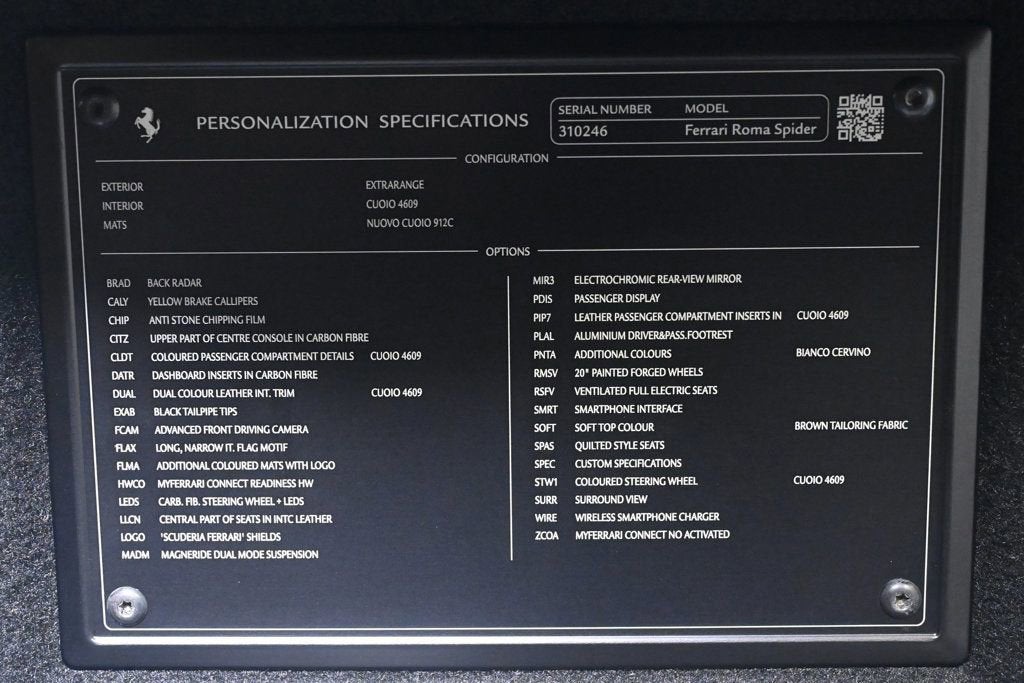 PERSONALIZATION SPECIFICATIONS
SERIAL NUMBER MODEL
310246 Ferrari Roma Spider
CONFIGURATION
EXTERIOR EXTRARANGE
INTERIOR CUOIO 4609
MATS NUOVO CUOIO 912C
OPTIONS
BRAD BACK RADAR
CALY YELLOW BRAKE CALLIPERS
CHIP ANTI STONE CHIPPING FILM
CITZ UPPER PART OF CENTRE CONSOLE IN CARBON FIBRE
CLDT COLOURED PASSENGER COMPARTMENT DETAILS CUOIO 4609
DATR DASHBOARD INSERTS IN CARBON FIBRE
DUAL DUAL COLOUR LEATHER INT. TRIM CUOIO 4609
EXAB BLACK TAILPIPE TIPS
FCAM ADVANCED FRONT DRIVING CAMERA
FLAX LONG, NARROW IT. FLAG MOTIF
FLMA ADDITIONAL COLOURED MATS WITH LOGO
HWCO MYFERRARI CONNECT READINESS HW
LEDS CARB. FIB. STEERING WHEEL + LEDS
LLCN CENTRAL PART OF SEATS IN INTC LEATHER
LOGO 'SCUDERIA FERRARI' SHIELDS
MADM MAGNERIDE DUAL MODE SUSPENSION
MIR3 ELECTROCHROMIC REAR-VIEW MIRROR
PDIS PASSENGER DISPLAY
PIP7 LEATHER PASSENGER COMPARTMENT INSERTS IN CUOIO 4609
PLAL ALUMINIUM DRIVER&PASS.FOOTREST
PNTA ADDITIONAL COLOURS BIANCO CERVINO
RMSV 20" PAINTED FORGED WHEELS
RSFV VENTILATED FULL ELECTRIC SEATS
SMRT SMARTPHONE INTERFACE
SOFT SOFT TOP COLOUR BROWN TAILORING FABRIC
SPAS QUILTED STYLE SEATS
SPEC CUSTOM SPECIFICATIONS
STW1 COLOURED STEERING WHEEL CUOIO 4609
SURR SURROUND VIEW
WIRE WIRELESS SMARTPHONE CHARGER
ZCOA MYFERRARI CONNECT NO ACTIVATED